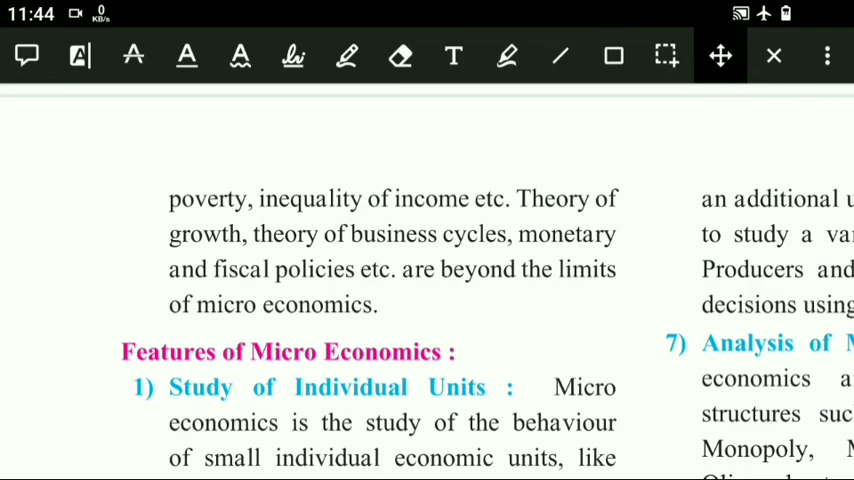 11:44 0 KB/s
poverty, inequality of income etc. Theory of
growth, theory of business cycles, monetary
and fiscal policies etc. are beyond the limits
of micro economics.
Features of Micro Economics :
1) Study of Individual Units : Micro
economics is the study of the behaviour
of small individual economic units, like
an additional
to study a
Producers and
decisions using
7) Analysis of
economics
structures
Monopoly,